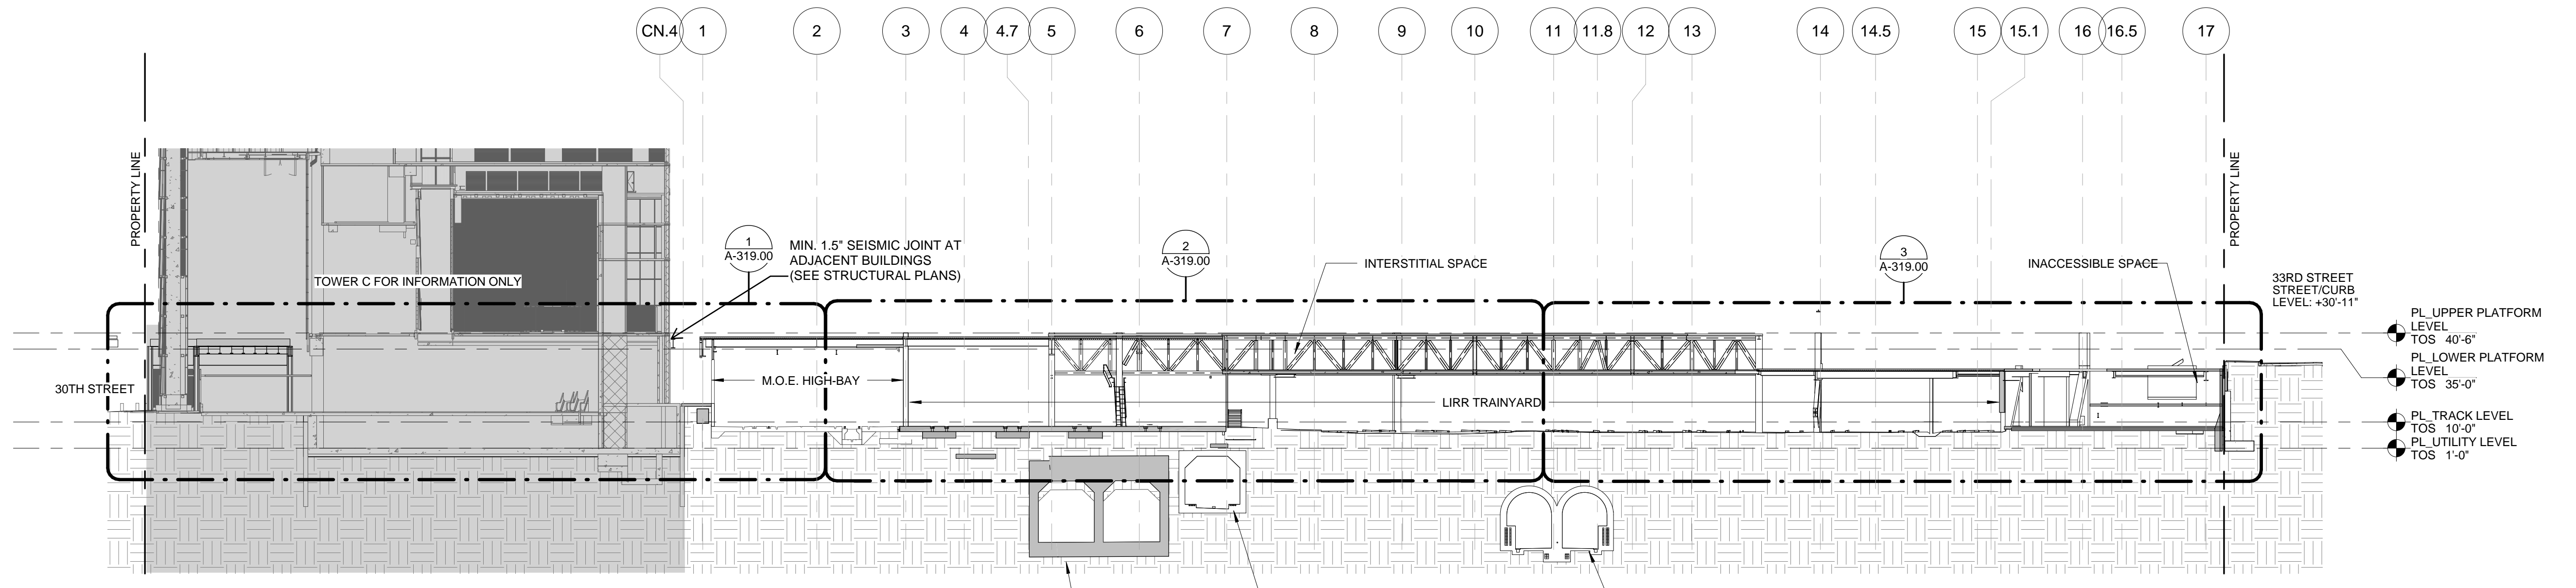 CN.4 1 2 3 4 4.7 5 6 7 8 9 10 11 11.8 12 13 14 14.5 15 15.1 16 16.5 17
PROPERTY LINE
PROPERTY LINE
1
A-319.00
MIN. 1.5" SEISMIC JOINT AT
ADJACENT BUILDINGS
(SEE STRUCTURAL PLANS)
2
A-319.00
3
A-319.00
INTERSTITIAL SPACE
INACCESSIBLE SPACE
TOWER C FOR INFORMATION ONLY
33RD STREET
STREET/CURB
LEVEL: +30'-11"
PL_UPPER PLATFORM
LEVEL
TOS 40'-6"
PL_LOWER PLATFORM
LEVEL
TOS 35'-0"
30TH STREET
M.O.E. HIGH-BAY
LIRR TRAINYARD
PL_TRACK LEVEL
TOS 10'-0"
PL_UTILITY LEVEL
TOS 1'-0"